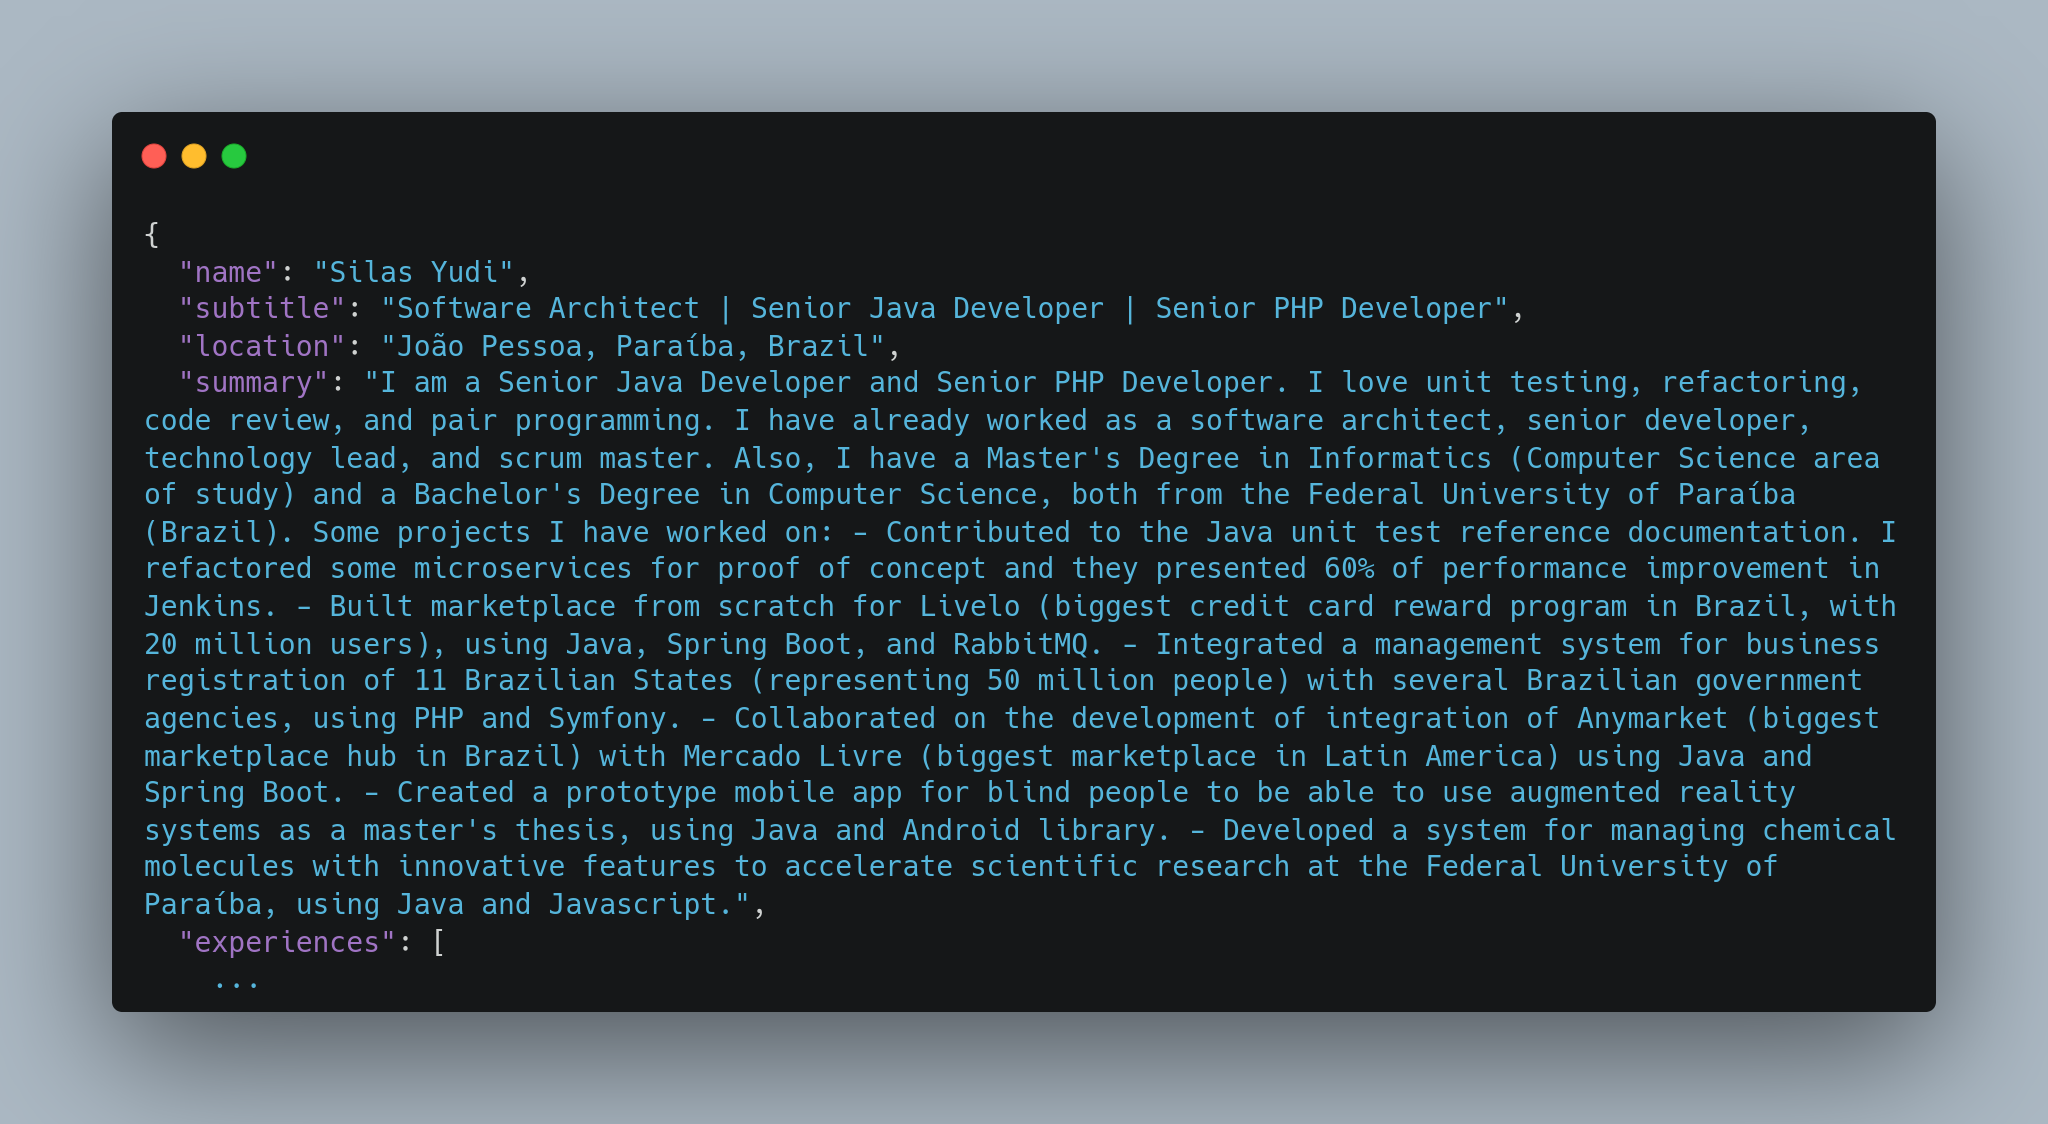 {
  "name": "Silas Yudi",
  "subtitle": "Software Architect | Senior Java Developer | Senior PHP Developer",
  "location": "João Pessoa, Paraíba, Brazil",
  "summary": "I am a Senior Java Developer and Senior PHP Developer. I love unit testing, refactoring,
code review, and pair programming. I have already worked as a software architect, senior developer,
technology lead, and scrum master. Also, I have a Master's Degree in Informatics (Computer Science area
of study) and a Bachelor's Degree in Computer Science, both from the Federal University of Paraíba
(Brazil). Some projects I have worked on: – Contributed to the Java unit test reference documentation. I
refactored some microservices for proof of concept and they presented 60% of performance improvement in
Jenkins. – Built marketplace from scratch for Livelo (biggest credit card reward program in Brazil, with
20 million users), using Java, Spring Boot, and RabbitMQ. – Integrated a management system for business
registration of 11 Brazilian States (representing 50 million people) with several Brazilian government
agencies, using PHP and Symfony. – Collaborated on the development of integration of Anymarket (biggest
marketplace hub in Brazil) with Mercado Livre (biggest marketplace in Latin America) using Java and
Spring Boot. – Created a prototype mobile app for blind people to be able to use augmented reality
systems as a master's thesis, using Java and Android library. – Developed a system for managing chemical
molecules with innovative features to accelerate scientific research at the Federal University of
Paraíba, using Java and Javascript.",
  "experiences": [
    ...